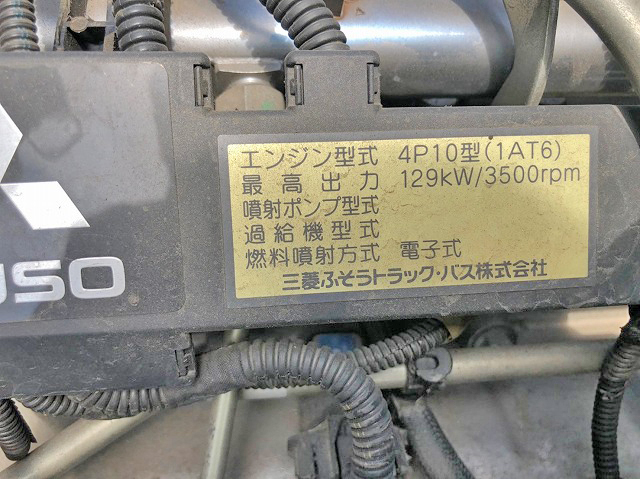 エンジン型式 4P10型(1AT6)
最高出力 129kW/3500rpm
噴射ポンプ型式
過給機型式
燃料噴射方式 電子式
三菱ふそうトラック・バス株式会社
USO